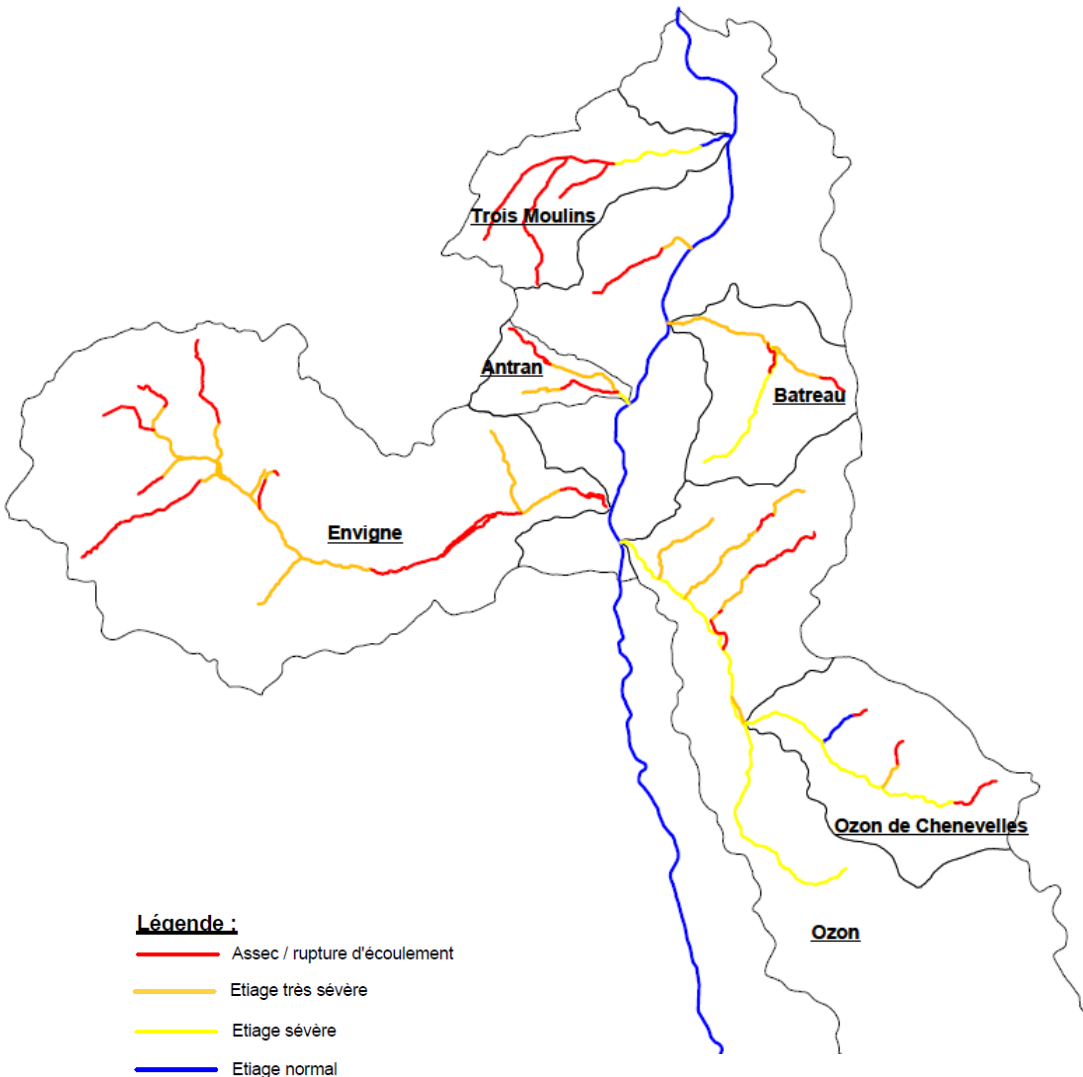 Trois Moulins
Antran
Batreau
Envigne
Ozon de Chenevelles
Ozon
Légende :
Assec / rupture d'écoulement
Etiage très sévère
Etiage sévère
Etiage normal